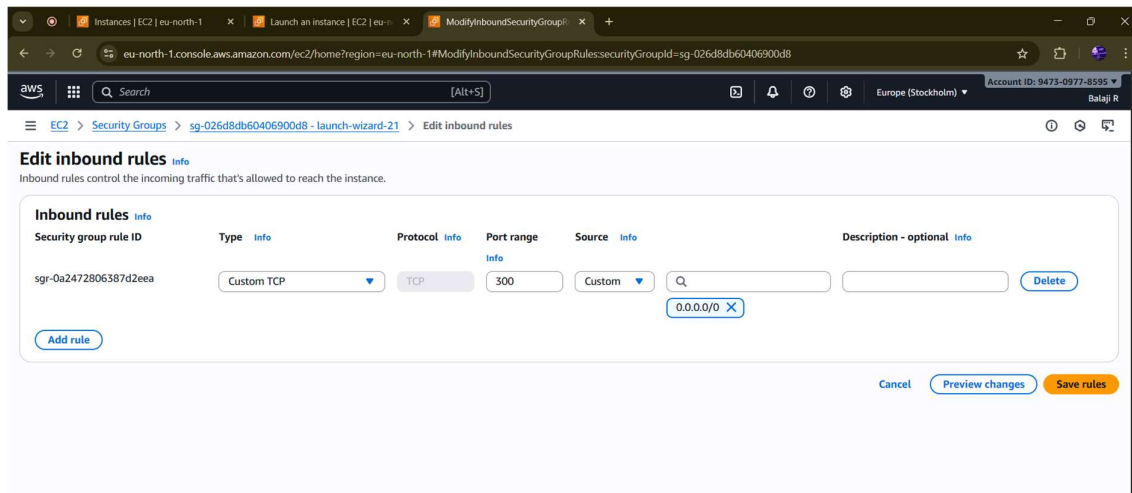 Instances | EC2 | eu-north-1
Launch an instance | EC2 | eu-n
ModifyInboundSecurityGroupR
eu-north-1.console.aws.amazon.com/ec2/home?region=eu-north-1#ModifyInboundSecurityGroupRules:securityGroupId=sg-026d8db60406900d8
aws Search [Alt+S] Europe (Stockholm) Account ID: 9473-0977-8595
Balaji R
EC2 > Security Groups > sg-026d8db60406900d8 - launch-wizard-21 > Edit inbound rules
Edit inbound rules Info
Inbound rules control the incoming traffic that's allowed to reach the instance.
Inbound rules Info
Security group rule ID Type Info Protocol Info Port range Source Info Description - optional Info
Info
sgr-0a2472806387d2eea Custom TCP TCP 300 Custom Delete
0.0.0.0/0
Add rule
Cancel Preview changes Save rules